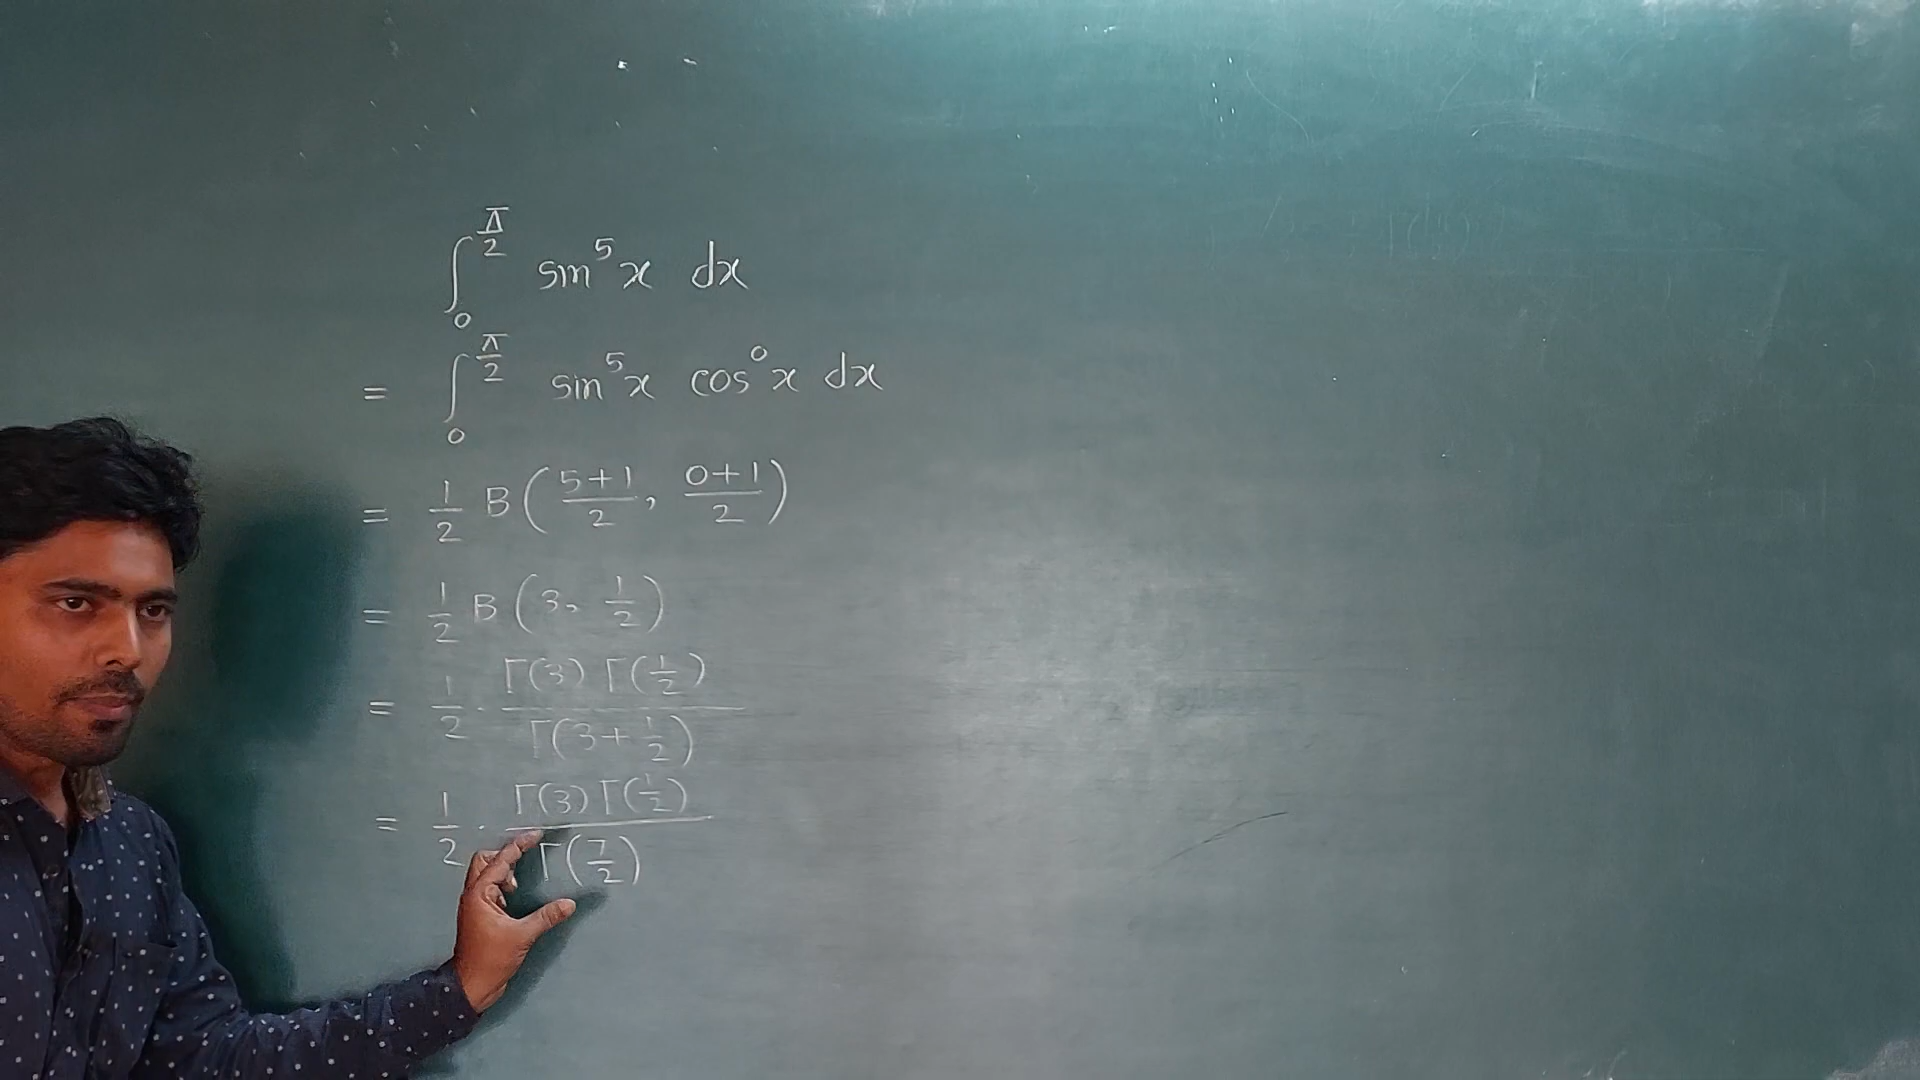 ∫₀^(π/2) sin⁵x dx
= ∫₀^(π/2) sin⁵x cos⁰x dx
= 1/2 B(5+1/2, 0+1/2)
= 1/2 B(3, 1/2)
= 1/2 · Γ(3) Γ(1/2) / Γ(3+1/2)
= 1/2 · Γ(3) Γ(1/2) / Γ(7/2)